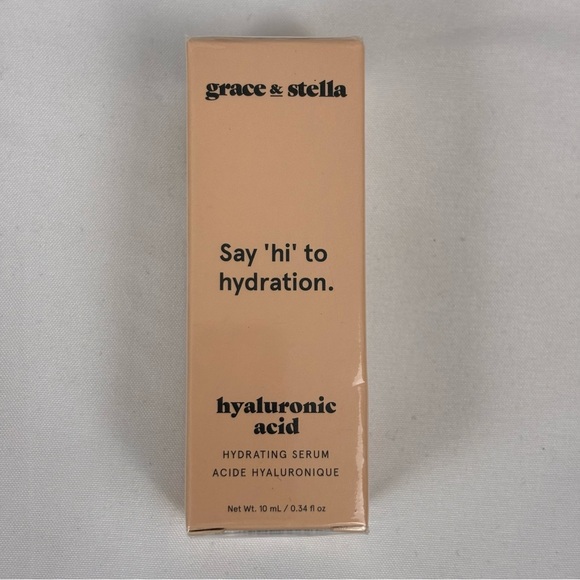 grace & stella
Say 'hi' to
hydration.
hyaluronic
acid
HYDRATING SERUM
ACIDE HYALURONIQUE
Net Wt. 10 mL / 0.34 fl oz